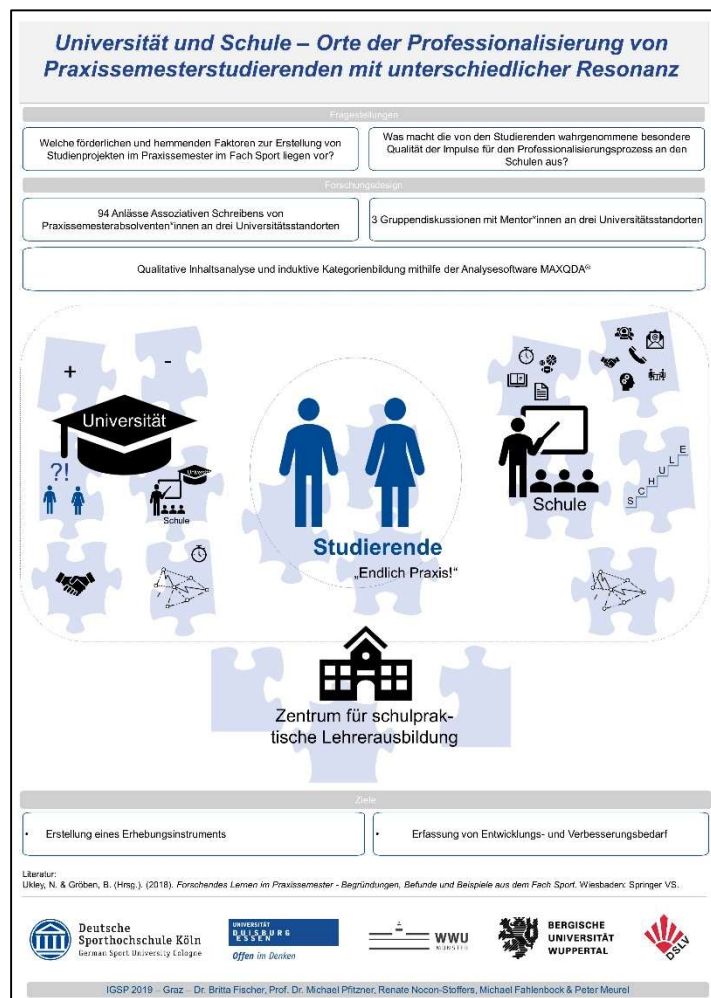 Universität und Schule – Orte der Professionalisierung von
Praxissemesterstudierenden mit unterschiedlicher Resonanz
Fragestellungen
Welche förderlichen und hemmenden Faktoren zur Erstellung von
Studienprojekten im Praxissemester im Fach Sport liegen vor?
Was macht die von den Studierenden wahrgenommene besondere
Qualität der Impulse für den Professionalisierungsprozess an den
Schulen aus?
Forschungsdesign
94 Anlässe Assoziativen Schreibens von
Praxissemesterabsolventen*innen an drei Universitätsstandorten
3 Gruppendiskussionen mit Mentor*innen an drei Universitätsstandorten
Qualitative Inhaltsanalyse und induktive Kategorienbildung mithilfe der Analysesoftware MAXQDA®
+
-
Universität
?!
Universität
Schule
Studierende
„Endlich Praxis!“
Schule
SCHULE
Zentrum für schulprak-
tische Lehrerausbildung
Ziele
• Erstellung eines Erhebungsinstruments
• Erfassung von Entwicklungs- und Verbesserungsbedarf
Literatur:
Ukley, N. & Gröben, B. (Hrsg.). (2018). Forschendes Lernen im Praxissemester - Begründungen, Befunde und Beispiele aus dem Fach Sport. Wiesbaden: Springer VS.
Deutsche
Sporthochschule Köln
German Sport University Cologne
UNIVERSITÄT
DUISBURG
ESSEN
Offen im Denken
WWU
MÜNSTER
BERGISCHE
UNIVERSITÄT
WUPPERTAL
DSLV
IGSP 2019 – Graz – Dr. Britta Fischer, Prof. Dr. Michael Pfitzner, Renate Nocon-Stoffers, Michael Fahlenbock & Peter Meurel